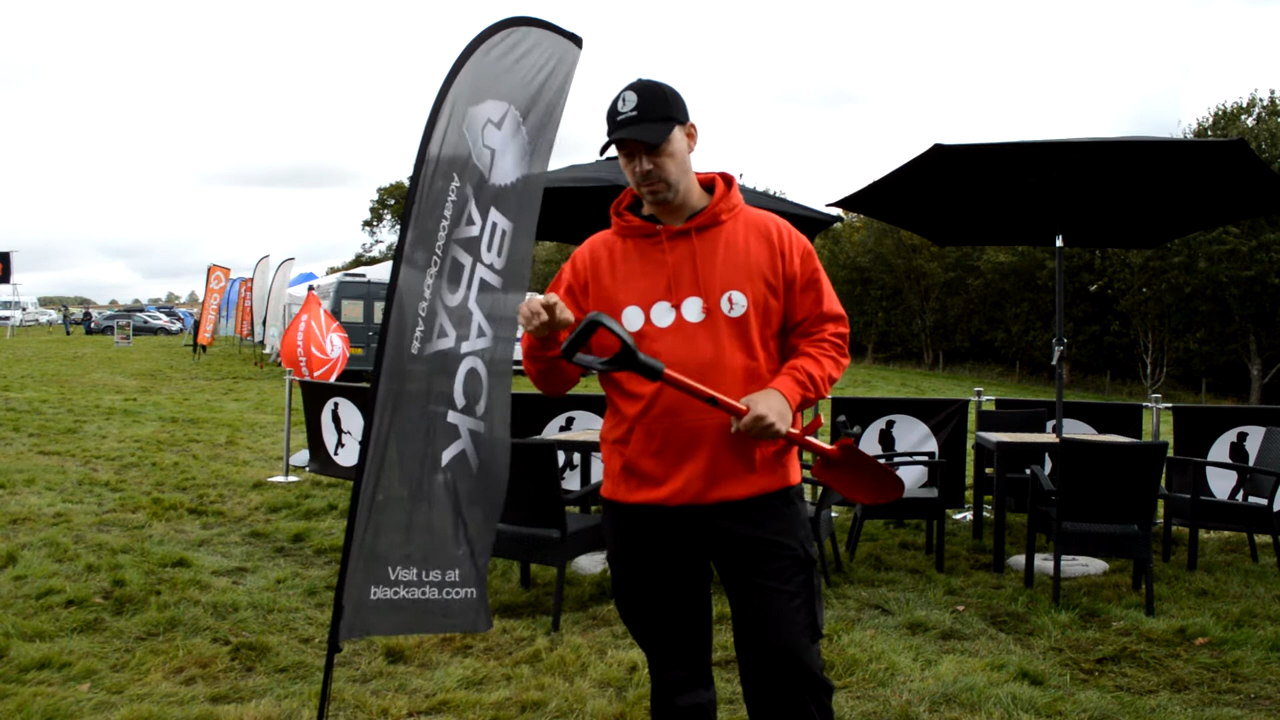 BLACK
ADA
Advanced Digging Aids
Visit us at
blackada.com
QUEST
searcher